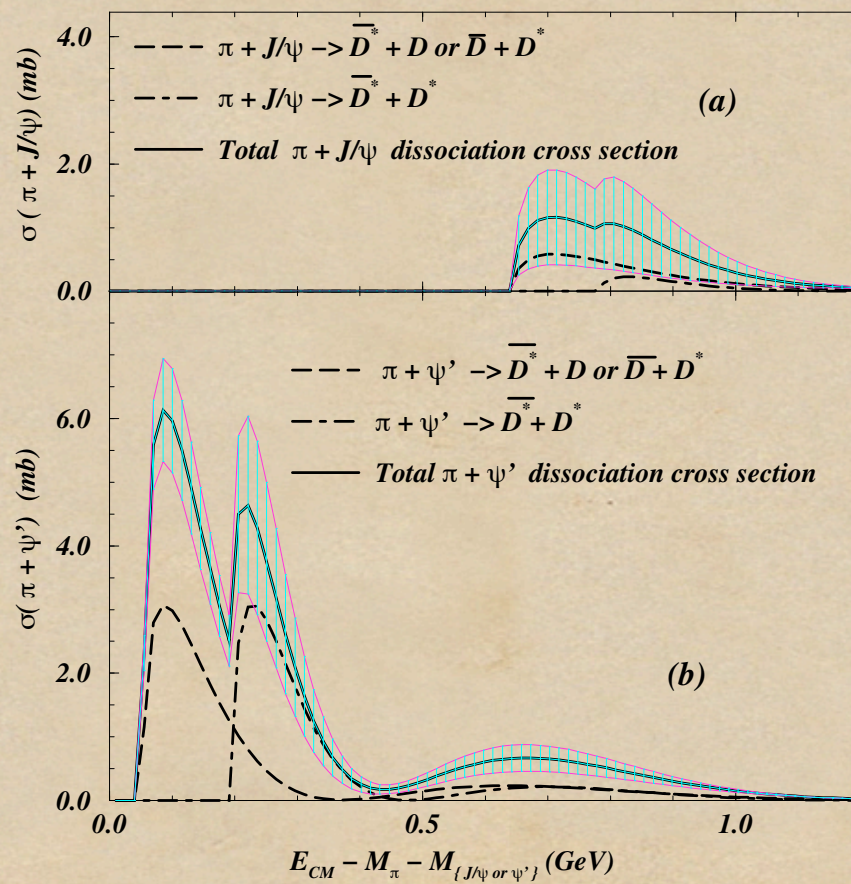 4.0
π + J/ψ –> D̅* + D or D̅ + D*
π + J/ψ –> D̅* + D*
(a)
Total π + J/ψ dissociation cross section
2.0
0.0
σ ( π + J/ψ) (mb)
π + ψ’ –> D̅* + D or D̅ + D*
π + ψ’ –> D̅* + D*
Total π + ψ’ dissociation cross section
6.0
4.0
2.0
(b)
0.0
σ( π + ψ’) (mb)
0.0 0.5 1.0
E_CM – M_π – M_{ J/ψ or ψ’ } (GeV)